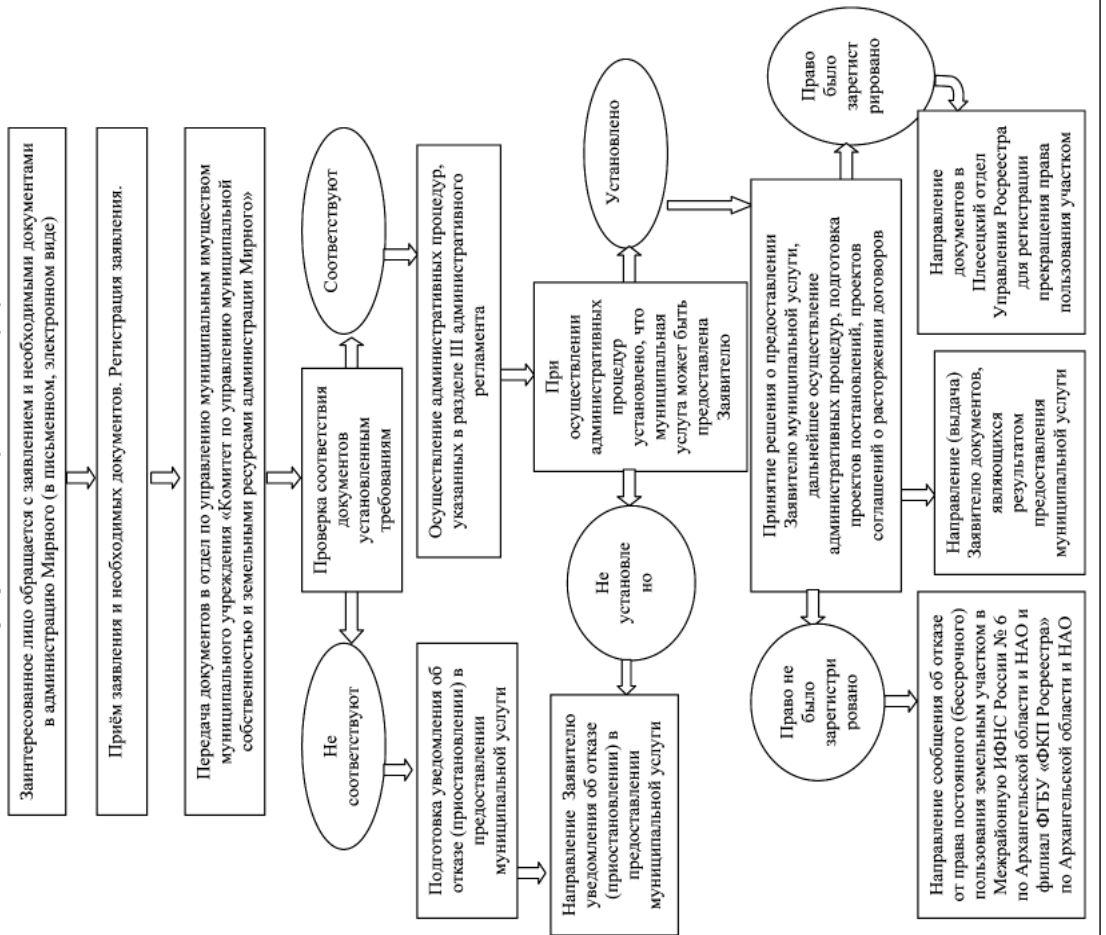 Заинтересованное лицо обращается с заявлением и необходимыми документами
в администрацию Мирного (в письменном, электронном виде)
Приём заявления и необходимых документов. Регистрация заявления.
Передача документов в отдел по управлению муниципальным имуществом
муниципального учреждения «Комитет по управлению муниципальной
собственностью и земельными ресурсами администрации Мирного»
Не
соответствуют
Проверка соответствия
документов
установленным
требованиям
Соответствуют
Подготовка уведомления об
отказе (приостановлении) в
предоставлении
муниципальной услуги
Осуществление административных процедур,
указанных в разделе III административного
регламента
Направление Заявителю
уведомления об отказе
(приостановлении) в
предоставлении
муниципальной услуги
Не
установле
но
При
осуществлении
административных
процедур
установлено, что
муниципальная
услуга может быть
предоставлена
Заявителю
Установлено
Право не
было
зарегистри
ровано
Принятие решения о предоставлении
Заявителю муниципальной услуги,
дальнейшее осуществление
административных процедур, подготовка
проектов постановлений, проектов
соглашений о расторжении договоров
Право
было
зарегист
рировано
Направление сообщения об отказе
от права постоянного (бессрочного)
пользования земельным участком в
Межрайонную ИФНС России № 6
по Архангельской области и НАО и
филиал ФГБУ «ФКП Росреестра»
по Архангельской области и НАО
Направление (выдача)
Заявителю документов,
являющихся
результатом
предоставления
муниципальной услуги
Направление
документов в
Плесецкий отдел
Управления Росреестра
для регистрации
прекращения права
пользования участком